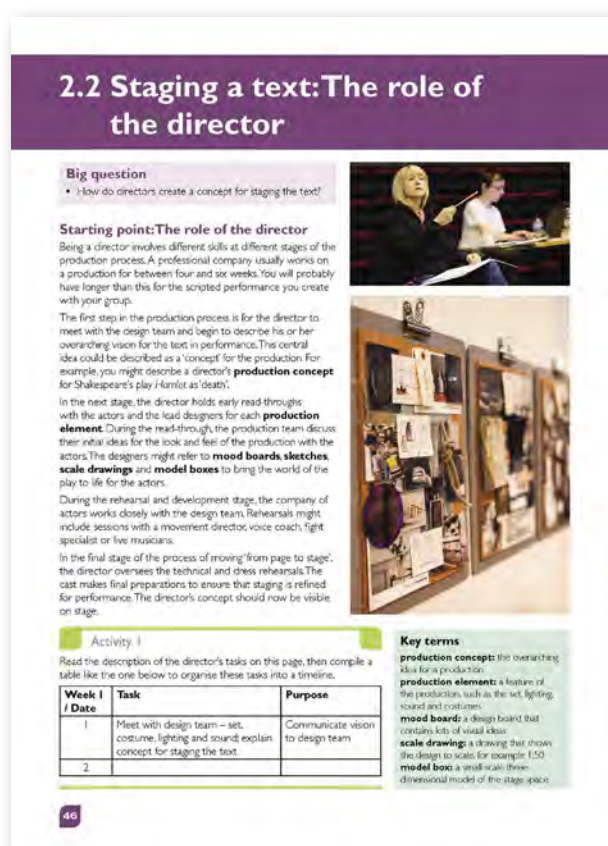 2.2 Staging a text: The role of
the director
Big question
• How do directors create a concept for staging the text?
Starting point: The role of the director
Being a director involves different skills at different stages of the
production process. A professional company usually works on
a production for between four and six weeks. You will probably
have longer than this for the scripted performance you create
with your group.
The first step in the production process is for the director to
meet with the design team and begin to describe his or her
overarching vision for the text in performance. This central
idea could be described as a 'concept' for the production. For
example, you might describe a director's production concept
for Shakespeare's play Hamlet as 'death'.
In the next stage, the director holds early read-throughs
with the actors and the lead designers for each production
element. During the read-through, the production team discuss
their initial ideas for the look and feel of the production with the
actors. The designers might refer to mood boards, sketches,
scale drawings and model boxes to bring the world of the
play to life for the actors.
During the rehearsal and development stage, the company of
actors works closely with the design team. Rehearsals might
include sessions with a movement director, voice coach, fight
specialist or live musicians.
In the final stage of the process of moving 'from page to stage',
the director oversees the technical and dress rehearsals. The
cast makes final preparations to ensure that staging is refined
for performance. The director's concept should now be visible
on stage.
Activity 1
Read the description of the director's tasks on this page, then compile a
table like the one below to organise these tasks into a timeline.
Week 1 / Date Task Purpose
1 Meet with design team – set, costume, lighting and sound; explain concept for staging the text Communicate vision to design team
2
Key terms
production concept: the overarching
idea for a production
production element: a feature of
the production, such as the set, lighting,
sound and costumes
mood board: a design board that
contains lots of visual ideas
scale drawing: a drawing that shows
the design to scale, for example 1:50
model box: a small-scale three-
dimensional model of the stage space
46